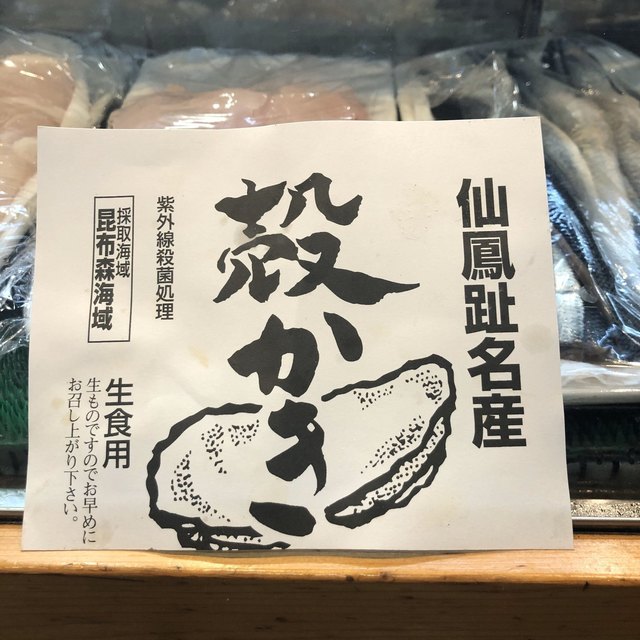 仙鳳趾名産
殻かき
紫外線殺菌処理
採取海域
昆布森海域
生食用
生ものですのでお早めに
お召し上がり下さい。